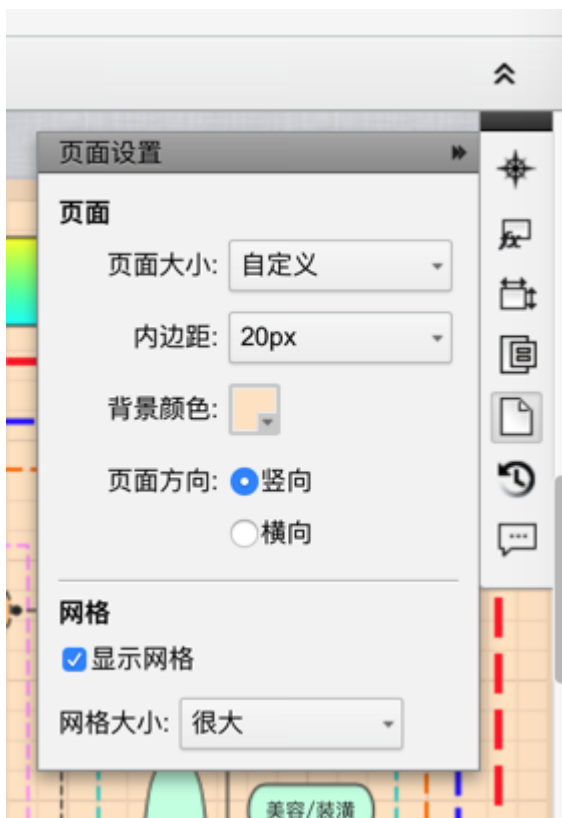 页面设置
页面
页面大小: 自定义
内边距: 20px
背景颜色:
页面方向: 竖向
横向
网格
显示网格
网格大小: 很大
美容/装潢
fx